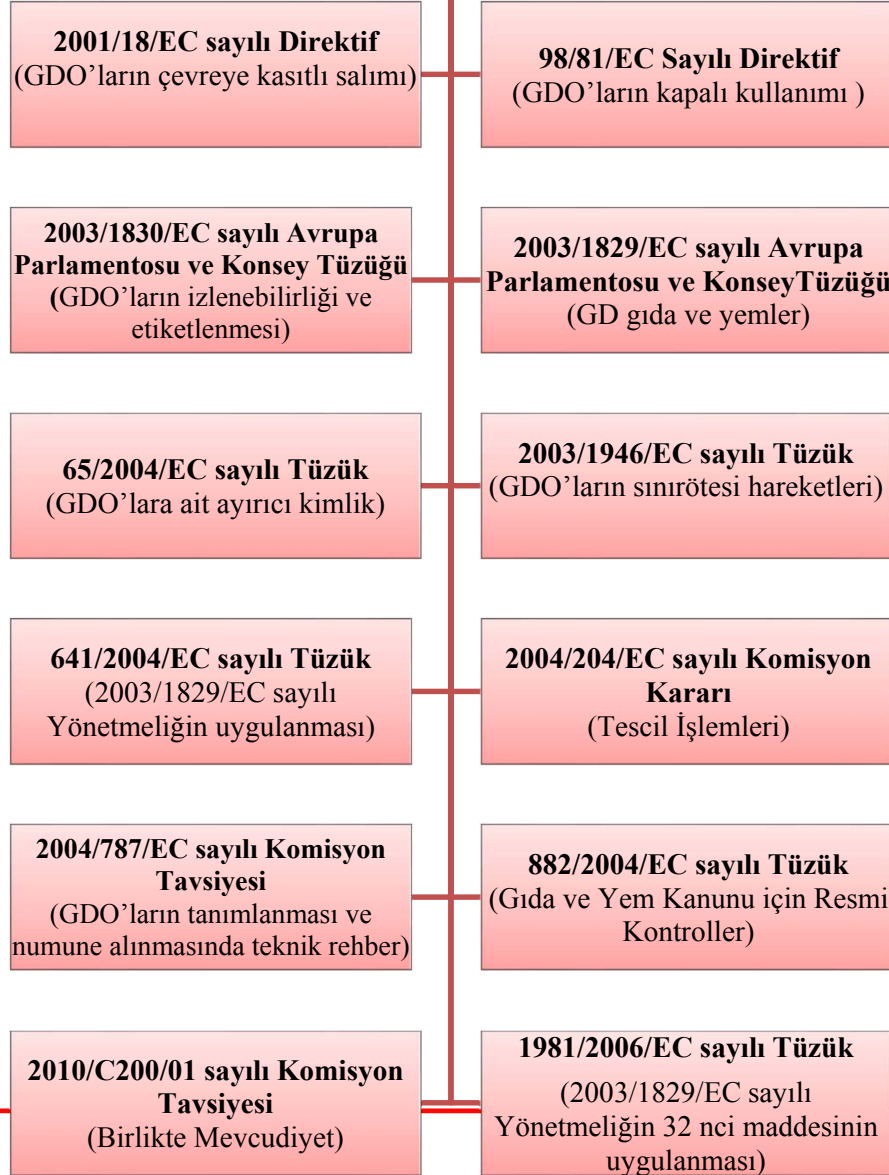 2001/18/EC sayılı Direktif
(GDO’ların çevreye kasıtlı salımı)
98/81/EC Sayılı Direktif
(GDO’ların kapalı kullanımı )
2003/1830/EC sayılı Avrupa
Parlamentosu ve Konsey Tüzüğü
(GDO’ların izlenebilirliği ve
etiketlenmesi)
2003/1829/EC sayılı Avrupa
Parlamentosu ve KonseyTüzüğü
(GD gıda ve yemler)
65/2004/EC sayılı Tüzük
(GDO’lara ait ayırıcı kimlik)
2003/1946/EC sayılı Tüzük
(GDO’ların sınırötesi hareketleri)
641/2004/EC sayılı Tüzük
(2003/1829/EC sayılı
Yönetmeliğin uygulanması)
2004/204/EC sayılı Komisyon
Kararı
(Tescil İşlemleri)
2004/787/EC sayılı Komisyon
Tavsiyesi
(GDO’ların tanımlanması ve
numune alınmasında teknik rehber)
882/2004/EC sayılı Tüzük
(Gıda ve Yem Kanunu için Resmi
Kontroller)
2010/C200/01 sayılı Komisyon
Tavsiyesi
(Birlikte Mevcudiyet)
1981/2006/EC sayılı Tüzük
(2003/1829/EC sayılı
Yönetmeliğin 32 nci maddesinin
uygulanması)